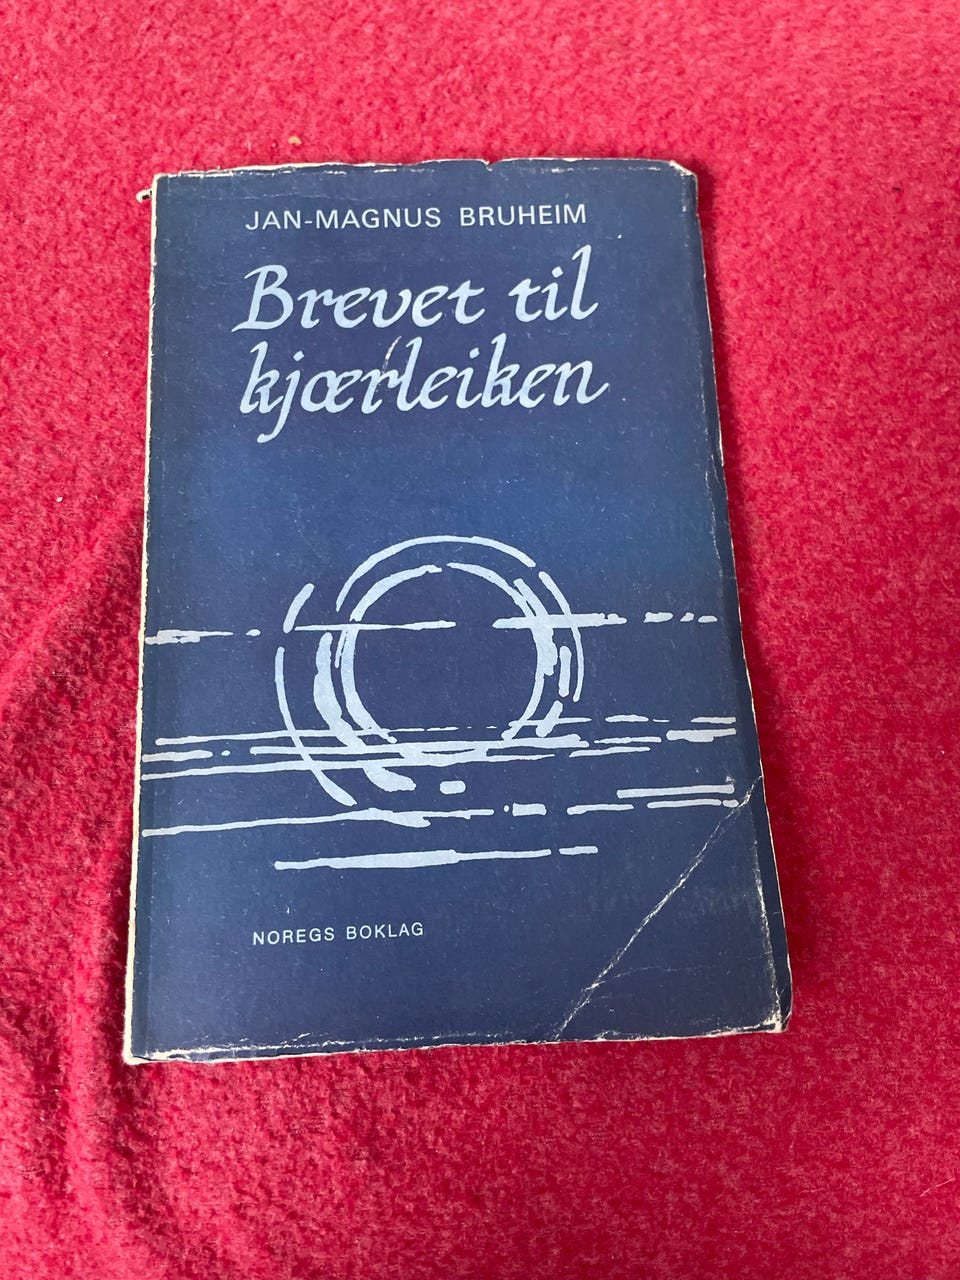 JAN-MAGNUS BRUHEIM
Brevet til
kjærleiken
NOREGS BOKLAG